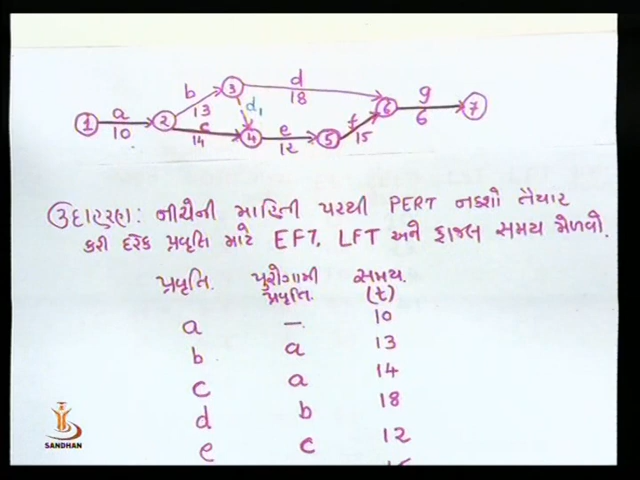 b
d
3
13
18
d1
a
g
1
2
c
4
e
5
f
6
7
10
14
12
15
6
ઉદાહરણ: નીચેની માહિતી પરથી PERT નકશો તૈયાર
કરી દરેક પ્રવૃતિ માટે EFT, LFT અને ફાજલ સમય મેળવો.
પ્રવૃતિ. પુરોગામી સમય.
પ્રવૃતિ. (t)
a — 10
b a 13
c a 14
d b 18
e c 12
SANDHAN